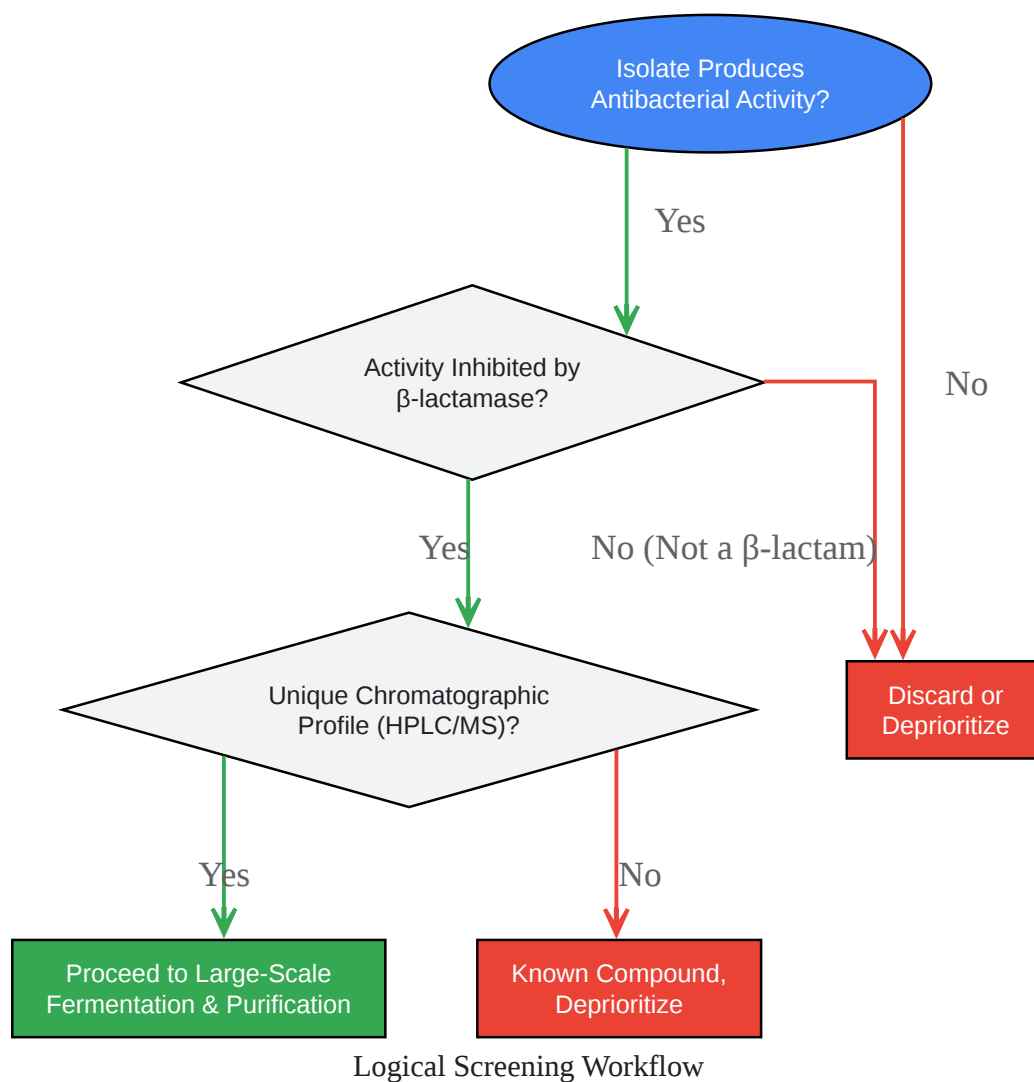 Isolate Produces
Antibacterial Activity?
Yes
Activity Inhibited by
β-lactamase?
No
Yes
No (Not a β-lactam)
Unique Chromatographic
Profile (HPLC/MS)?
Discard or
Deprioritize
Yes
No
Proceed to Large-Scale
Fermentation & Purification
Known Compound,
Deprioritize
Logical Screening Workflow